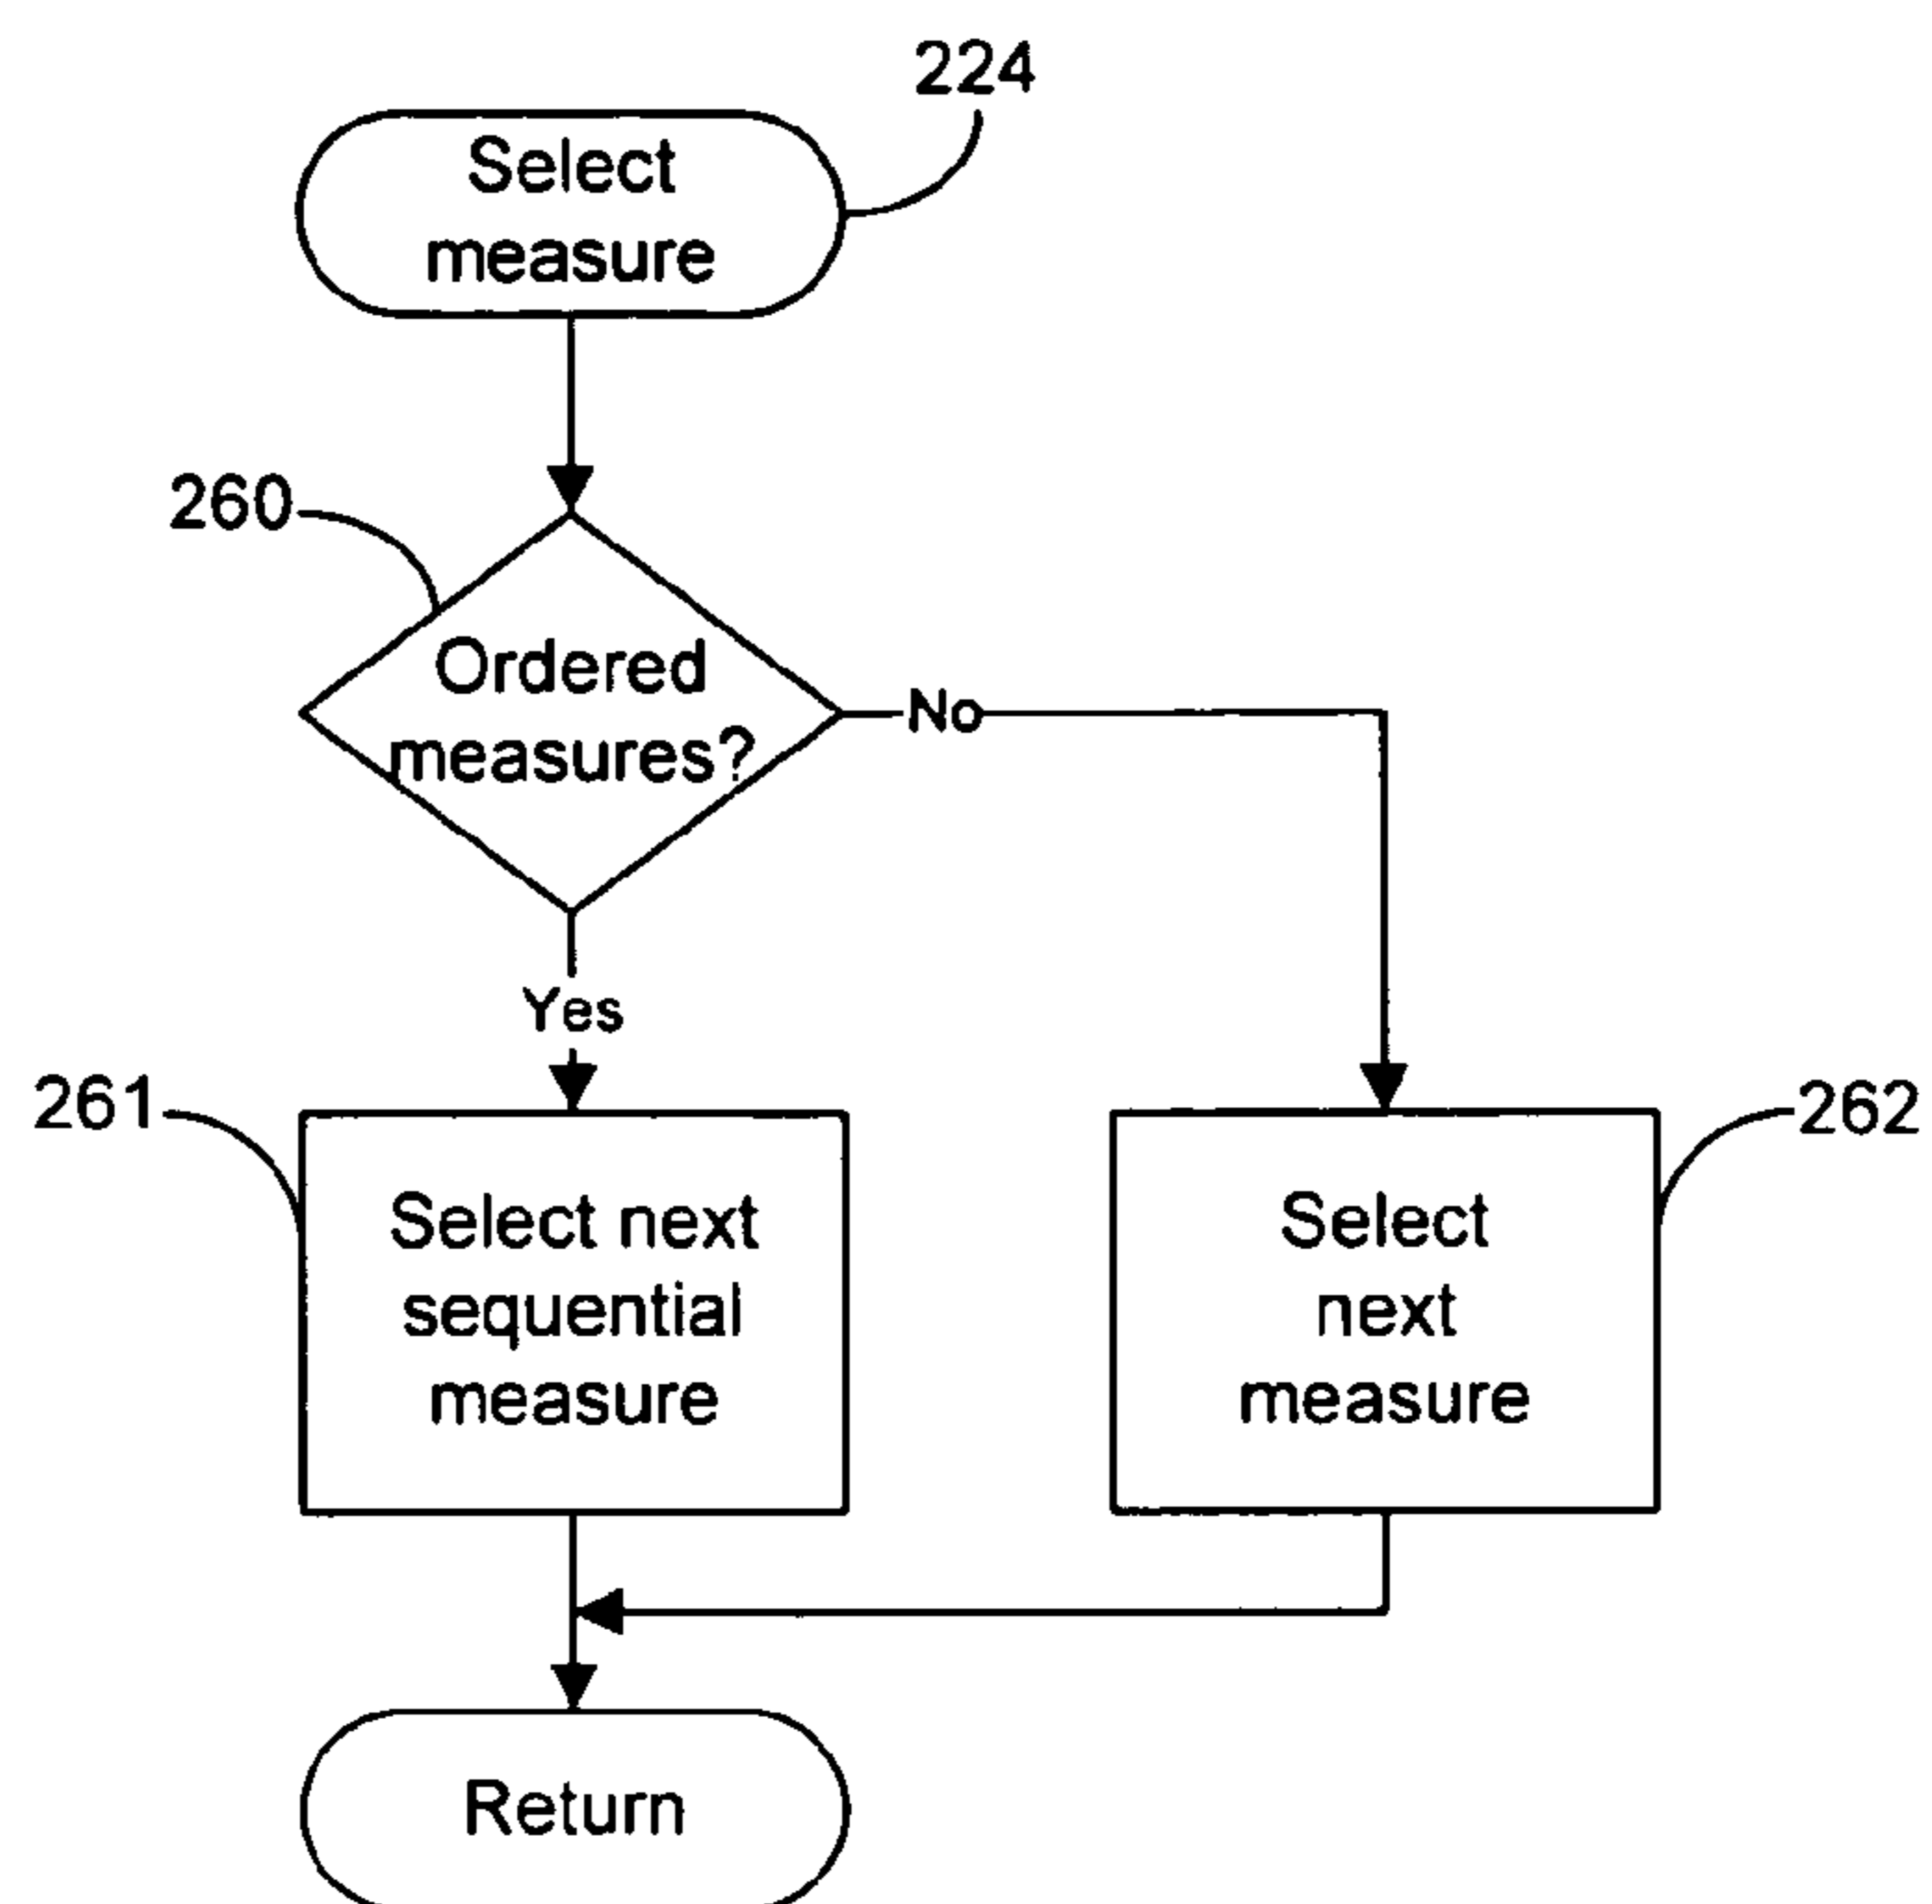 224
Select
measure
260
Ordered
measures?
No
Yes
261
Select next
sequential
measure
262
Select
next
measure
Return